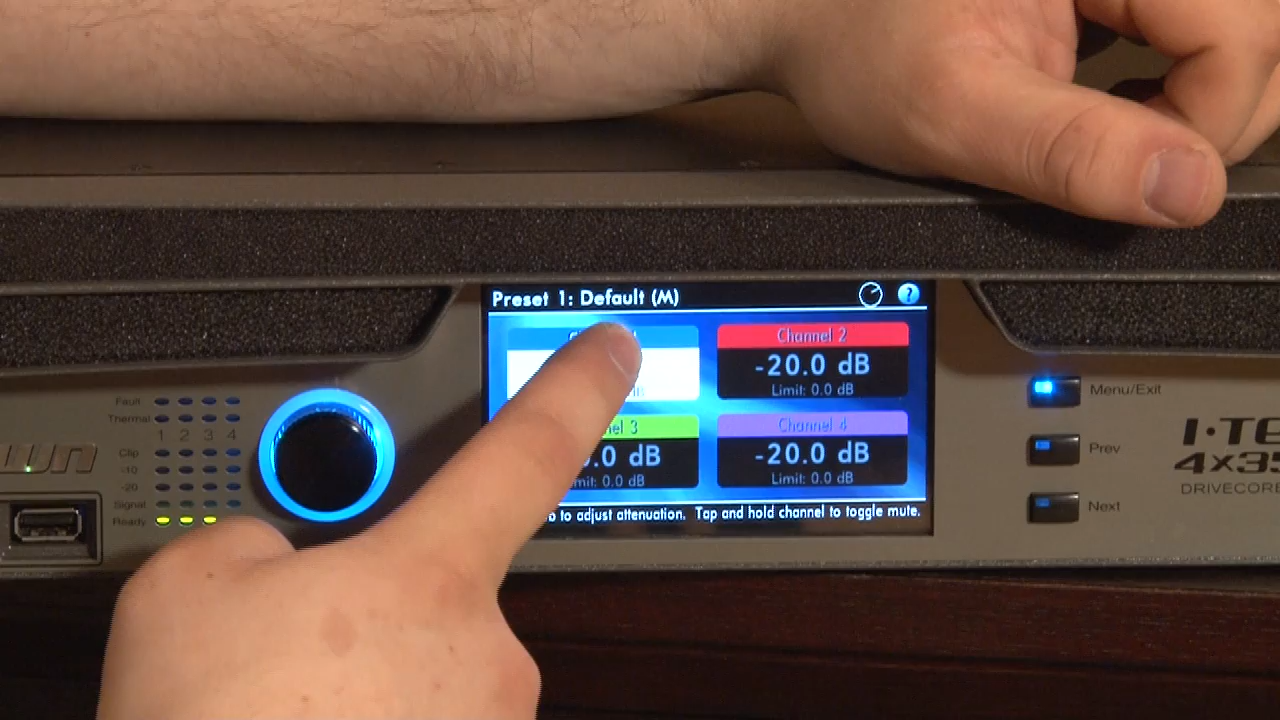 Preset 1: Default (M) ?
Channel 2
-20.0 dB
Limit: 0.0 dB
3
.0 dB
0.0 dB
Channel 4
-20.0 dB
Limit: 0.0 dB
to adjust attenuation. Tap and hold channel to toggle mute.
Fault
Thermal
1 2 3 4
Clip
-10
-20
Signal
Ready
Menu/Exit
Prev
Next
4x35